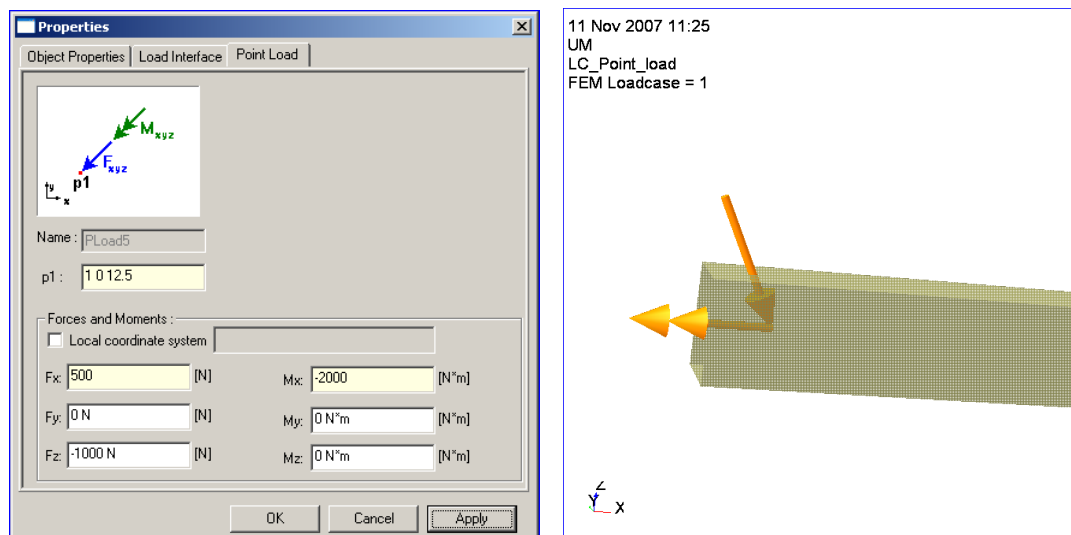 Properties
Object Properties Load Interface Point Load
Mxyz
Fxyz
p1
y
x
Name : PLoad5
p1 : 1 0 12.5
Forces and Moments :
Local coordinate system
Fx: 500 [N] Mx: -2000 [N*m]
Fy: 0 N [N] My: 0 N*m [N*m]
Fz: -1000 N [N] Mz: 0 N*m [N*m]
OK Cancel Apply
11 Nov 2007 11:25
UM
LC_Point_load
FEM Loadcase = 1
Z
Y
X